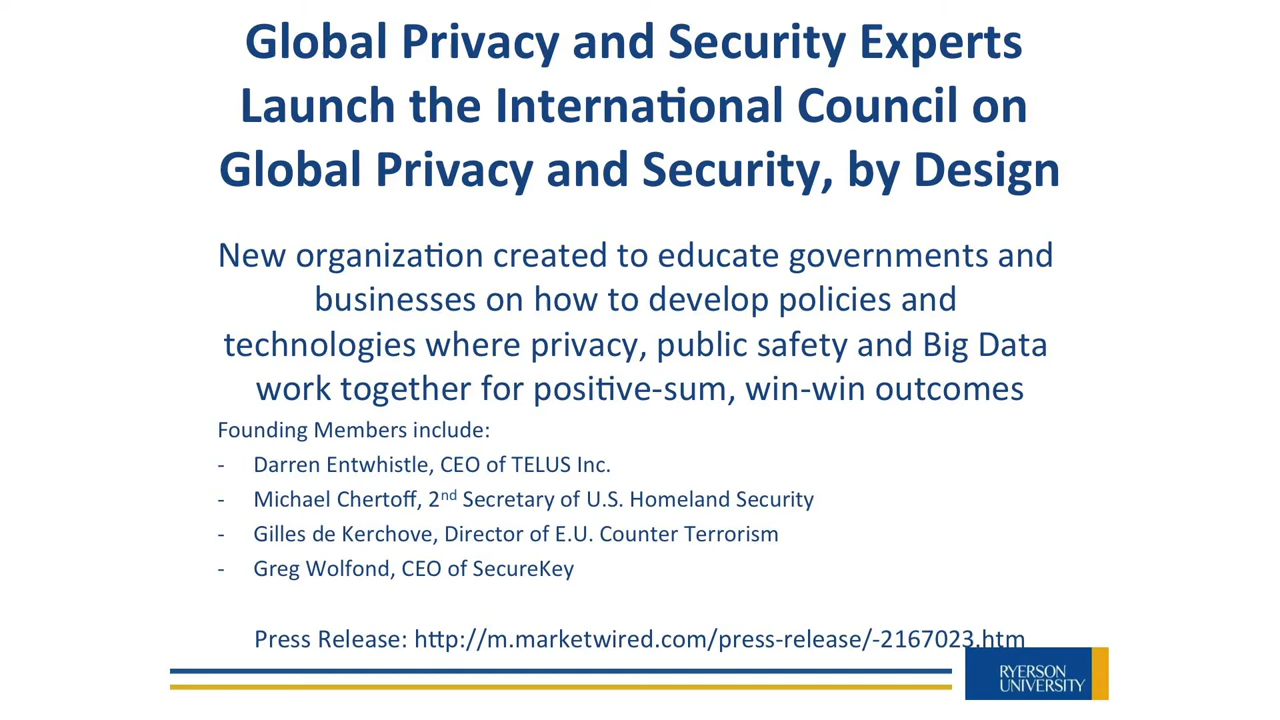 Global Privacy and Security Experts
Launch the International Council on
Global Privacy and Security, by Design
New organization created to educate governments and
businesses on how to develop policies and
technologies where privacy, public safety and Big Data
work together for positive-sum, win-win outcomes
Founding Members include:
- Darren Entwhistle, CEO of TELUS Inc.
- Michael Chertoff, 2nd Secretary of U.S. Homeland Security
- Gilles de Kerchove, Director of E.U. Counter Terrorism
- Greg Wolfond, CEO of SecureKey
Press Release: http://m.marketwired.com/press-release/-2167023.htm
RYERSON
UNIVERSITY